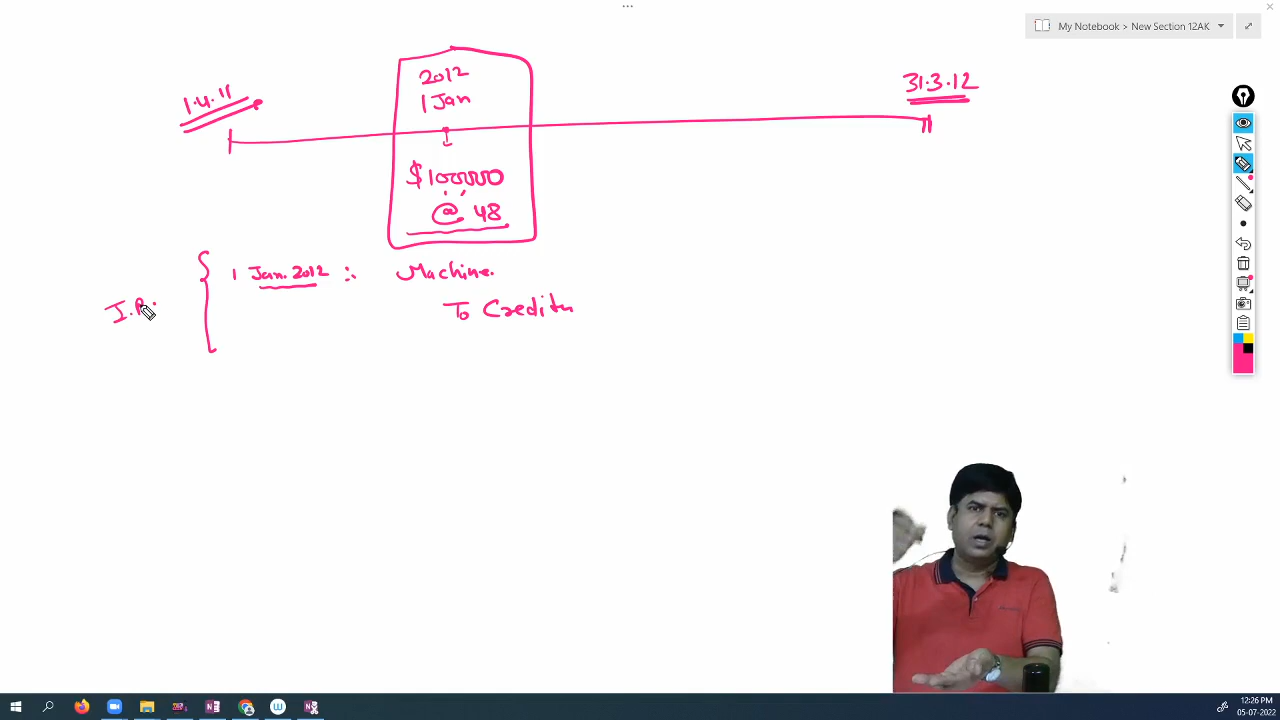 My Notebook > New Section 12AK
1.4.11
2012
1 Jan
31.3.12
$100000
@ 48
1 Jan. 2012 :. Machine.
To Creditu
I.R.
12:26 PM
05-07-2022